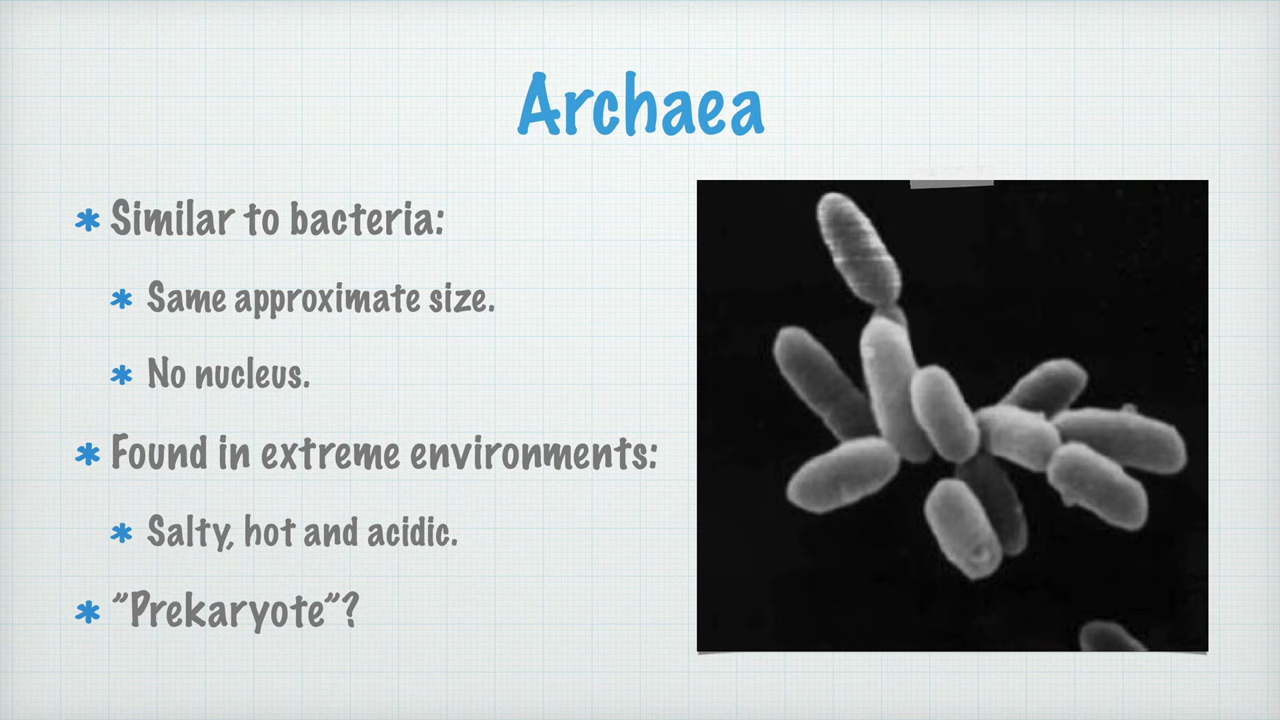 Archaea
* Similar to bacteria:
* Same approximate size.
* No nucleus.
* Found in extreme environments:
* Salty, hot and acidic.
* ”Prekaryote”?